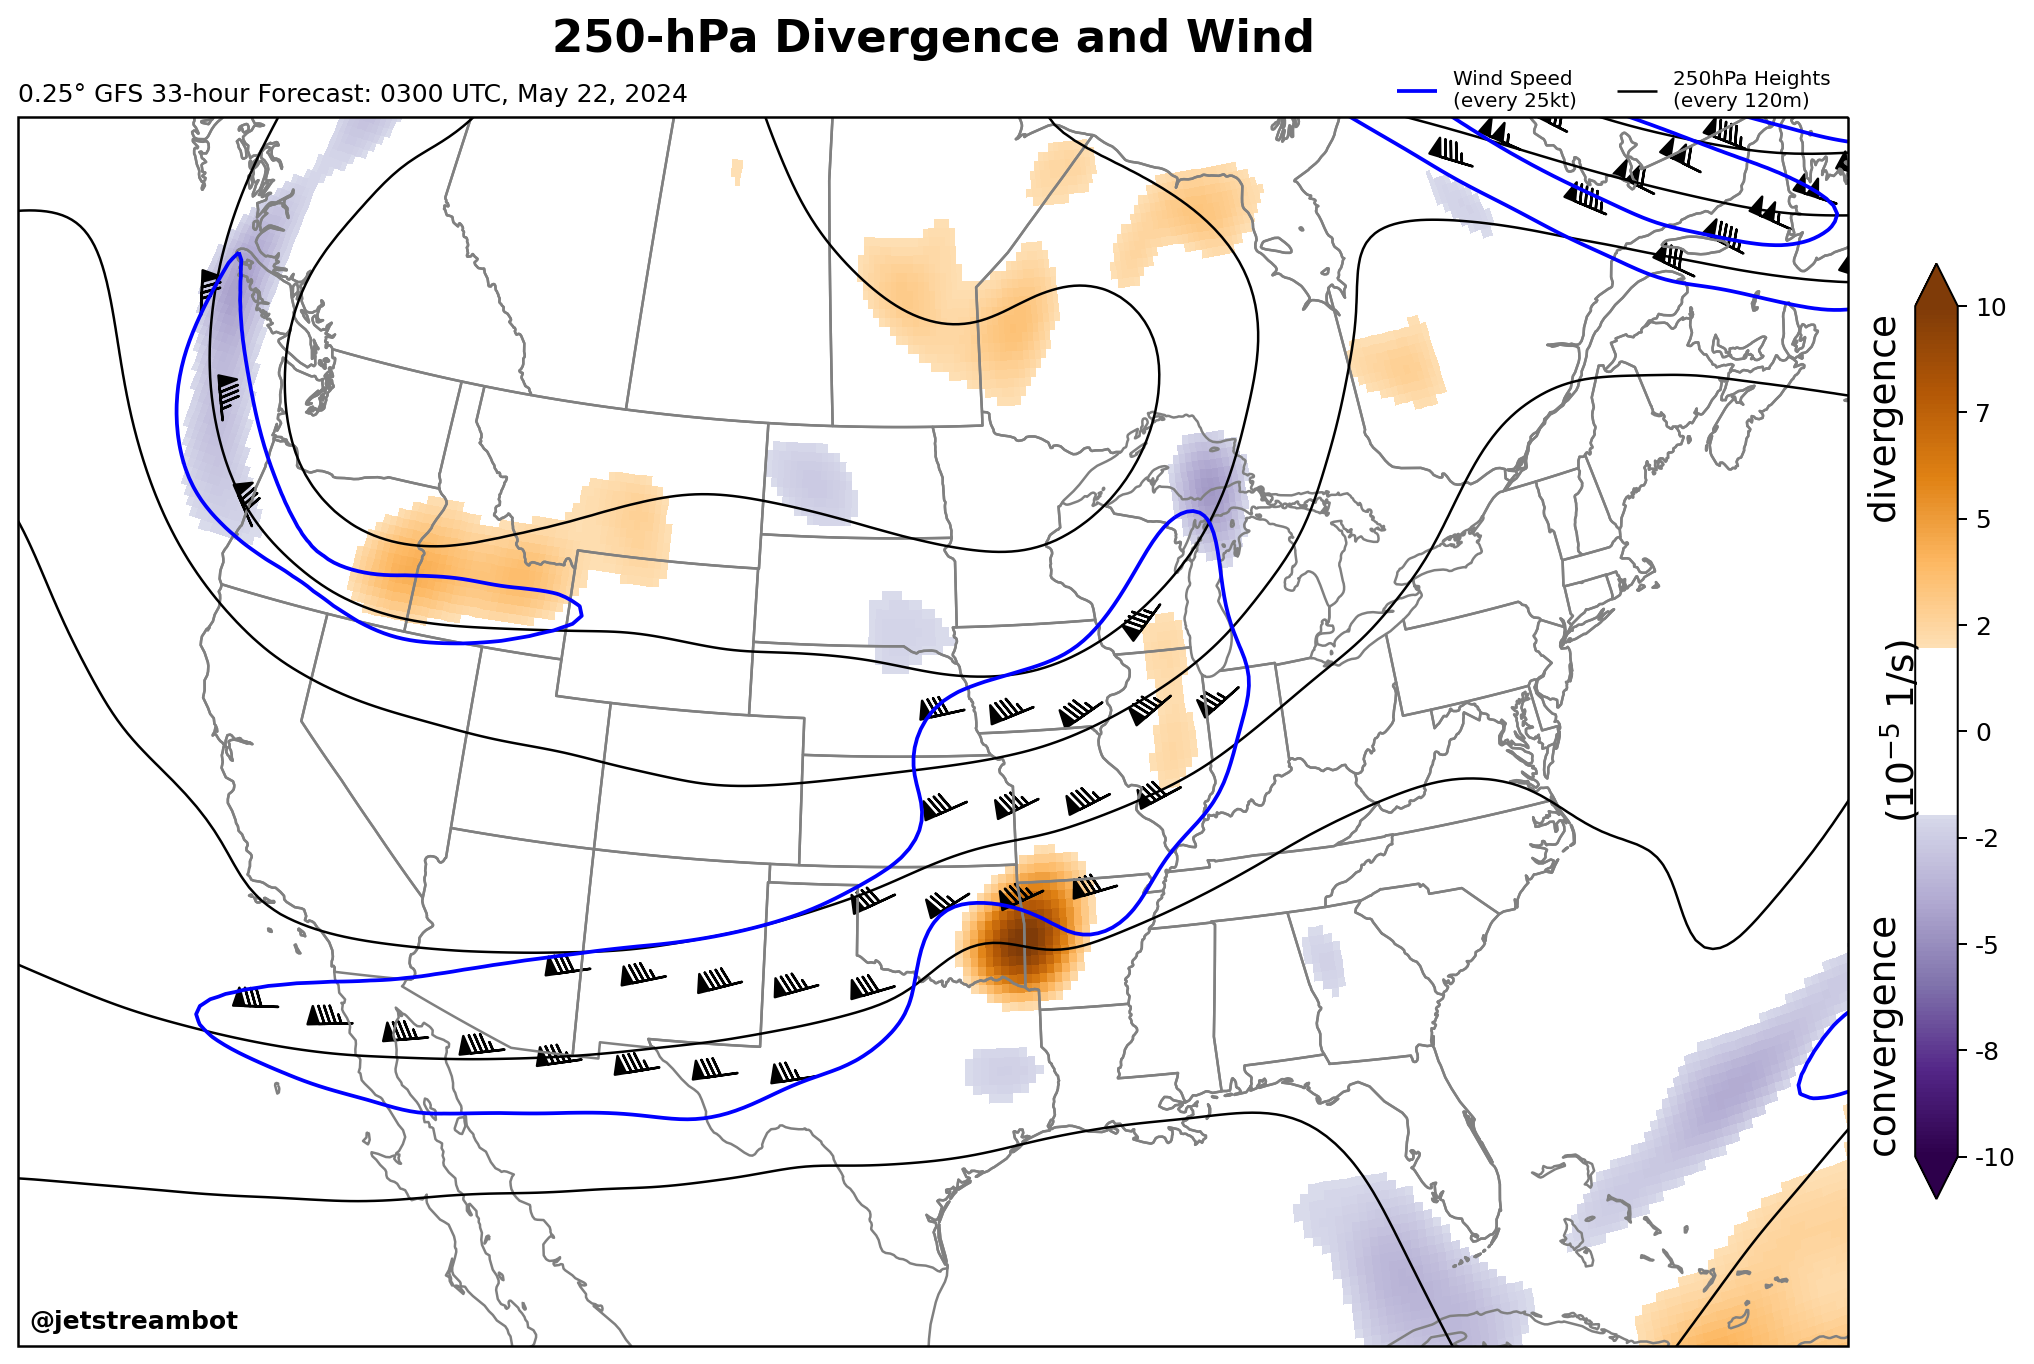 250-hPa Divergence and Wind
0.25° GFS 33-hour Forecast: 0300 UTC, May 22, 2024
Wind Speed
(every 25kt)
250hPa Heights
(every 120m)
10
7
5
2
0
-2
-5
-8
-10
divergence
(10⁻⁵ 1/s)
convergence
@jetstreambot